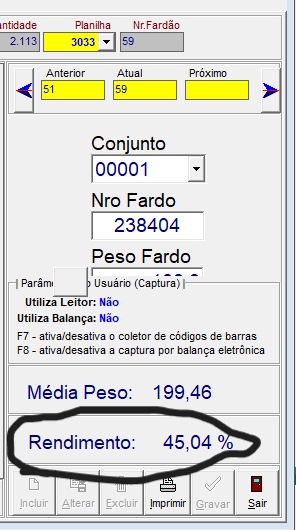 antidade Planilha Nr.Fardão
2.113 3033 59
Anterior Atual Próximo
51 59
Conjunto
00001
Nro Fardo
238404
Peso Fardo
Parâm o Usuário (Captura)
Utiliza Leitor: Não
Utiliza Balança: Não
F7 - ativa/desativa o coletor de códigos de barras
F8 - ativa/desativa a captura por balança eletrônica
Média Peso: 199,46
Rendimento: 45,04 %
Incluir Alterar Excluir Imprimir Gravar Sair